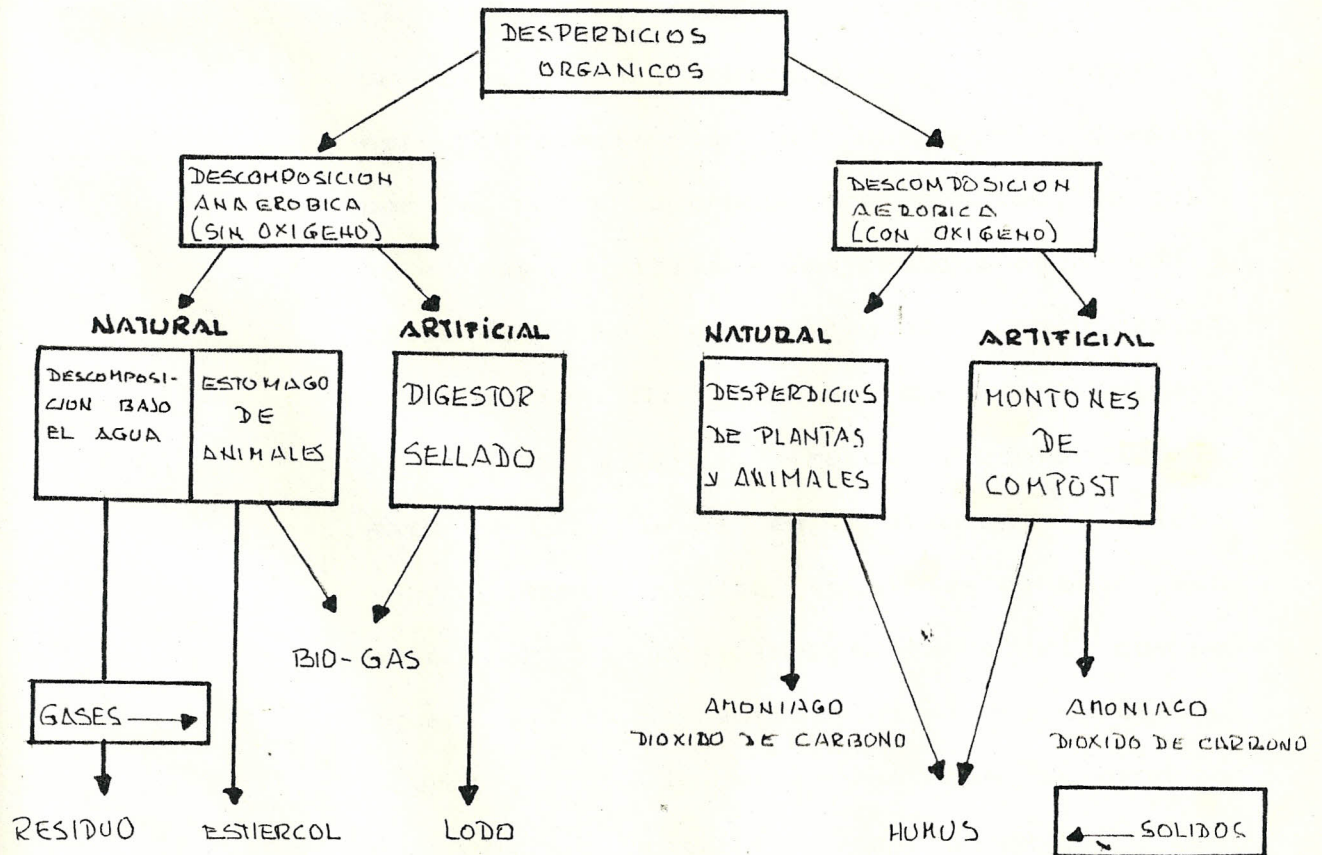 DESPERDICIOS
ORGANICOS
DESCOMPOSICION
ANAEROBICA
(SIN OXIGENO)
DESCOMPOSICION
AEROBICA
(CON OXIGENO)
NATURAL
ARTIFICIAL
NATURAL
ARTIFICIAL
DESCOMPOSI-
CION BAJO
EL AGUA
ESTOMAGO
DE
ANIMALES
DIGESTOR
SELLADO
DESPERDICIOS
DE PLANTAS
Y ANIMALES
MONTONES
DE
COMPOST
BIO-GAS
GASES
AMONIAGO
DIOXIDO DE CARBONO
AMONIACO
DIOXIDO DE CARBONO
RESIDUO
ESTIERCOL
LODO
HUMUS
SOLIDOS